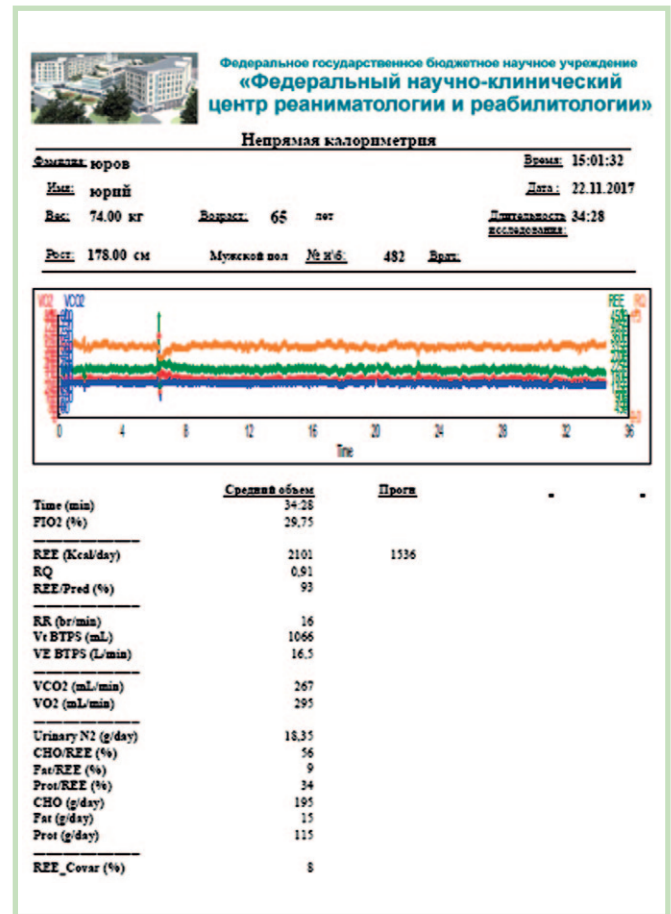 Федеральное государственное бюджетное научное учреждение
«Федеральный научно-клинический
центр реаниматологии и реабилитологии»
Непрямая калориметрия
Фамилия: юров Время: 15:01:32
Имя: юрий Дата: 22.11.2017
Вес: 74.00 кг Возраст: 65 лет Длительность исследования: 34:28
Рост: 178.00 см Мужской пол № и\б: 482 Врач:
VO2 VCO2 REE RQ
0 4 8 12 16 20 24 28 32 36
Time
Средний объем Прогн - -
Time (min) 34:28
FIO2 (%) 29,75
REE (Kcal/day) 2101 1536
RQ 0,91
REE/Pred (%) 93
RR (br/min) 16
Vt BTPS (mL) 1066
VE BTPS (L/min) 16,5
VCO2 (mL/min) 267
VO2 (mL/min) 295
Urinary N2 (g/day) 18,35
CHO/REE (%) 56
Fat/REE (%) 9
Prot/REE (%) 34
CHO (g/day) 195
Fat (g/day) 15
Prot (g/day) 115
REE_Covar (%) 8